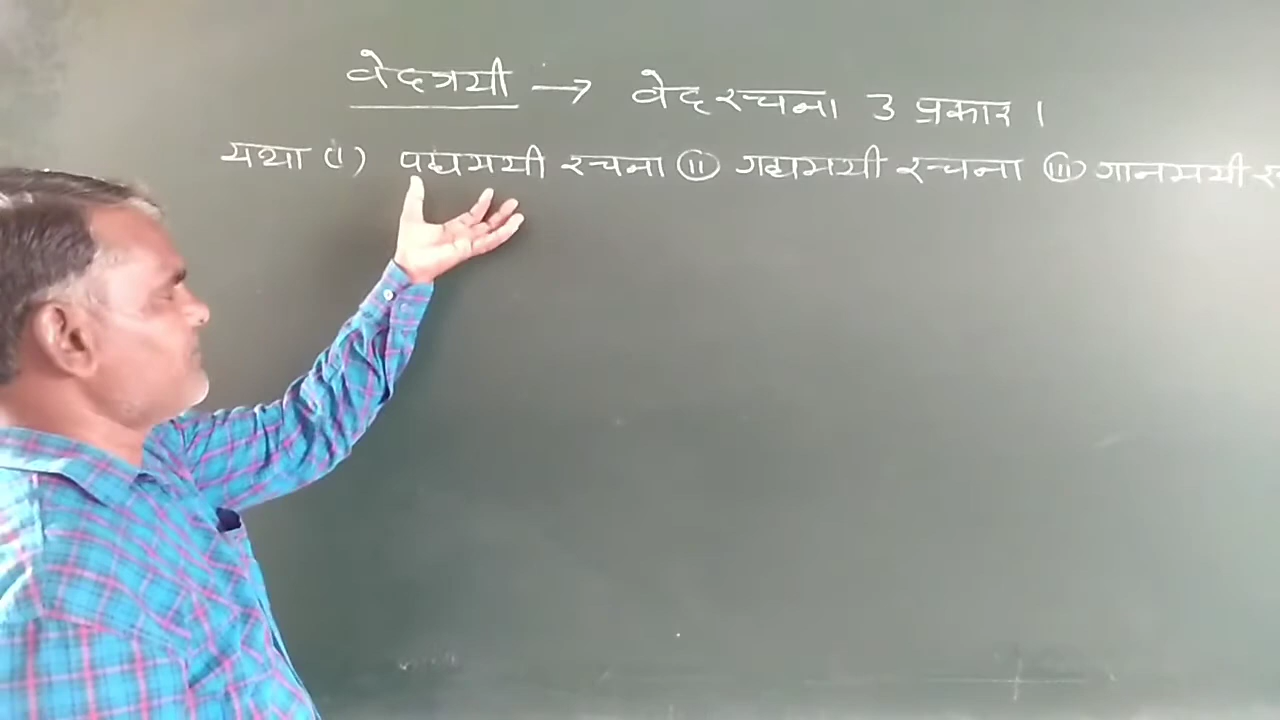 वेदत्रयी → वेद रचना 3 प्रकार ।
यथा (i) पद्यमयी रचना (ii) गद्यमयी रचना (iii) गानमयी